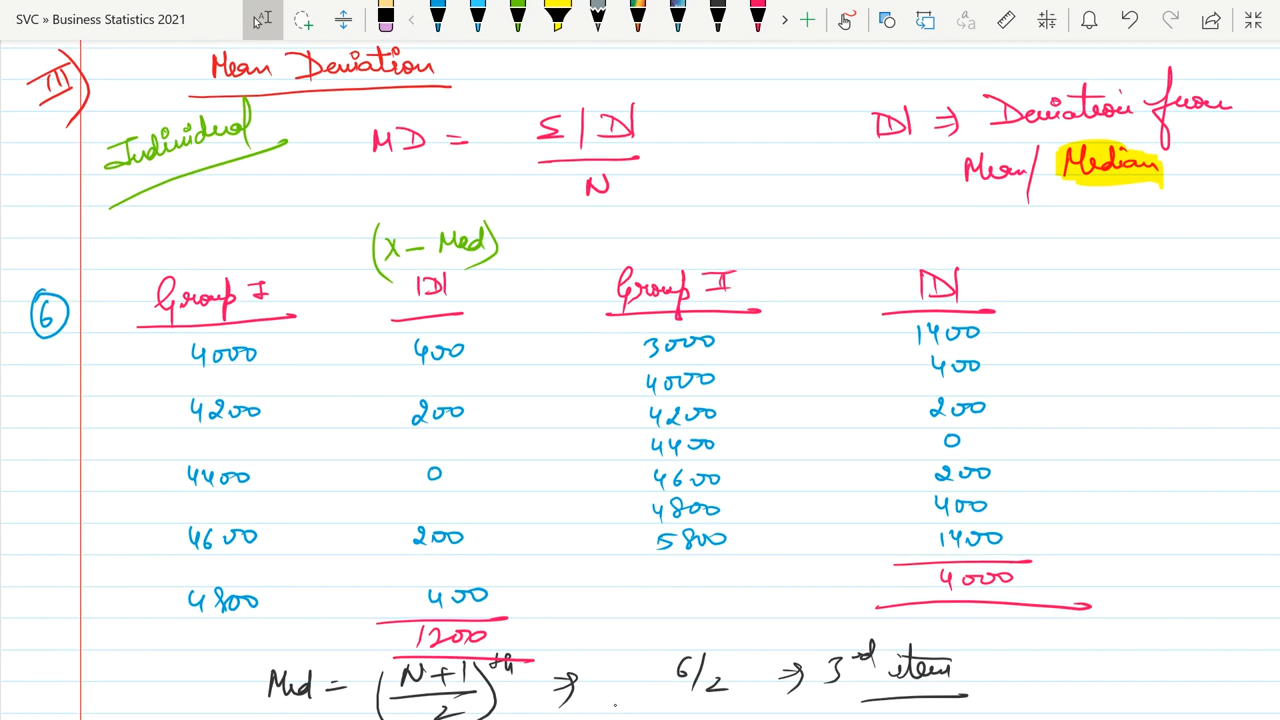 SVC » Business Statistics 2021
III) Mean Deviation
Individual
MD = Σ|D| / N
|D| ⇒ Deviation from
Mean/ Median
(X - Med)
6
Group I |D| Group II |D|
4000 400 3000 1400
4000 400
4200 200 4200 200
4400 0
4400 0 4600 200
4800 400
4600 200 5800 1400
4000
4800 400
1200
Med = (N+1 / 2)th ⇒ 6/2 ⇒ 3rd item